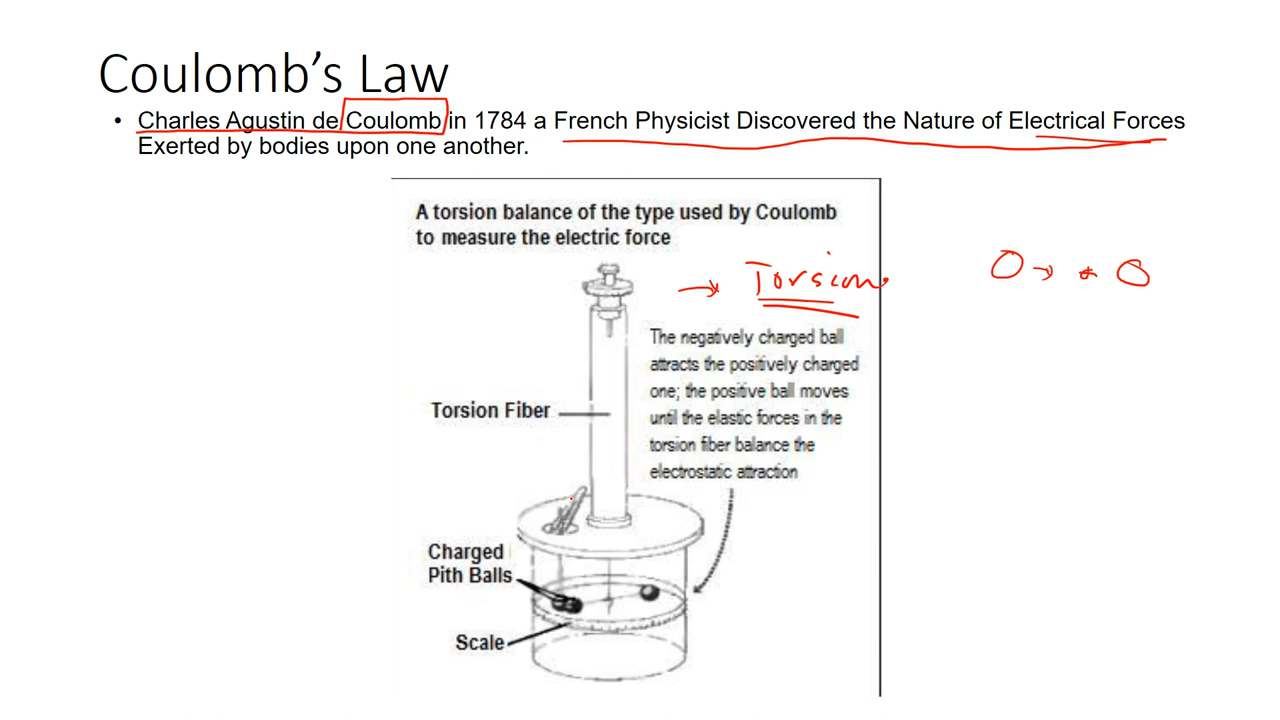 Coulomb's Law
• Charles Agustin de Coulomb in 1784 a French Physicist Discovered the Nature of Electrical Forces
Exerted by bodies upon one another.
A torsion balance of the type used by Coulomb
to measure the electric force
→ Torsion
The negatively charged ball
attracts the positively charged
one; the positive ball moves
until the elastic forces in the
torsion fiber balance the
electrostatic attraction
Torsion Fiber
Charged
Pith Balls
Scale